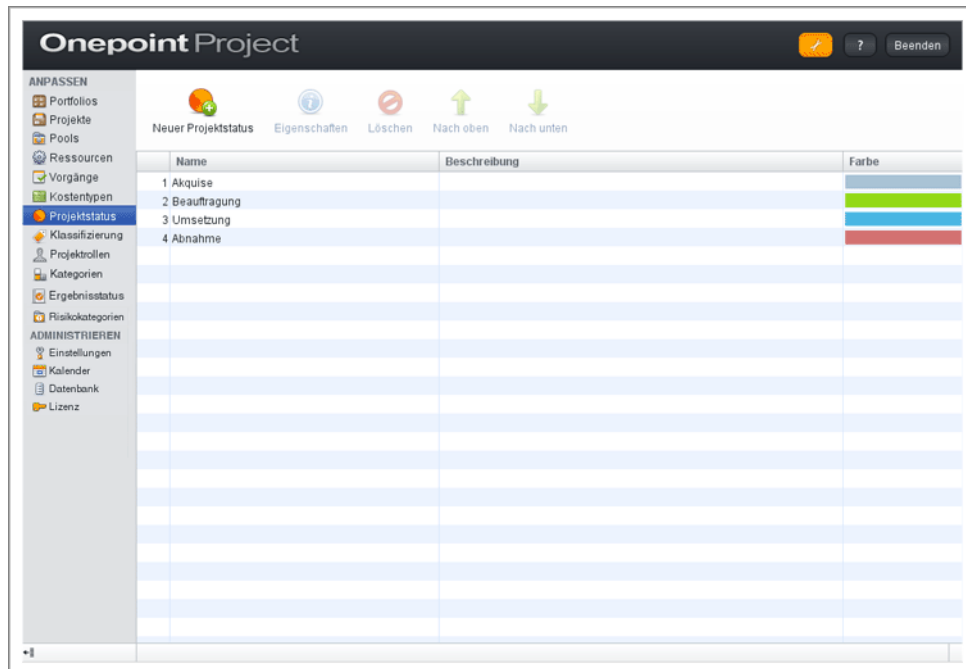 Onepoint Project
? Beenden
ANPASSEN
Portfolios
Projekte
Pools
Ressourcen
Vorgänge
Kostentypen
Projektstatus
Klassifizierung
Projektrollen
Kategorien
Ergebnisstatus
Risikokategorien
ADMINISTRIEREN
Einstellungen
Kalender
Datenbank
Lizenz
Neuer Projektstatus Eigenschaften Löschen Nach oben Nach unten
Name Beschreibung Farbe
1 Akquise
2 Beauftragung
3 Umsetzung
4 Abnahme